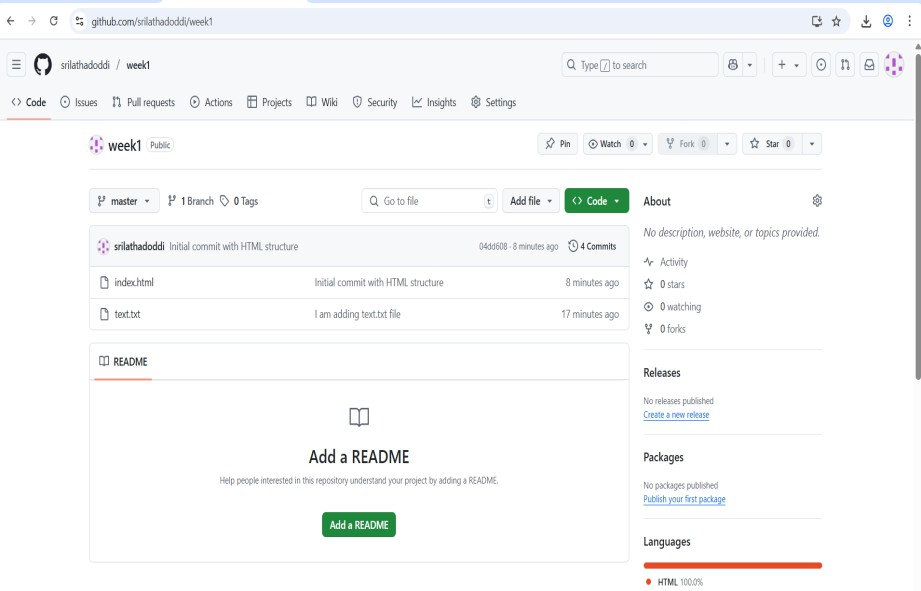 github.com/srilathadoddi/week1
srilathadoddi / week1
Type / to search
Code Issues Pull requests Actions Projects Wiki Security Insights Settings
week1 Public
Pin Watch 0 Fork 0 Star 0
master 1 Branch 0 Tags Go to file t Add file Code
srilathadoddi Initial commit with HTML structure 04dd608 · 8 minutes ago 4 Commits
index.html Initial commit with HTML structure 8 minutes ago
text.txt I am adding text.txt file 17 minutes ago
README
Add a README
Help people interested in this repository understand your project by adding a README.
Add a README
About
No description, website, or topics provided.
Activity
0 stars
0 watching
0 forks
Releases
No releases published
Create a new release
Packages
No packages published
Publish your first package
Languages
HTML 100.0%